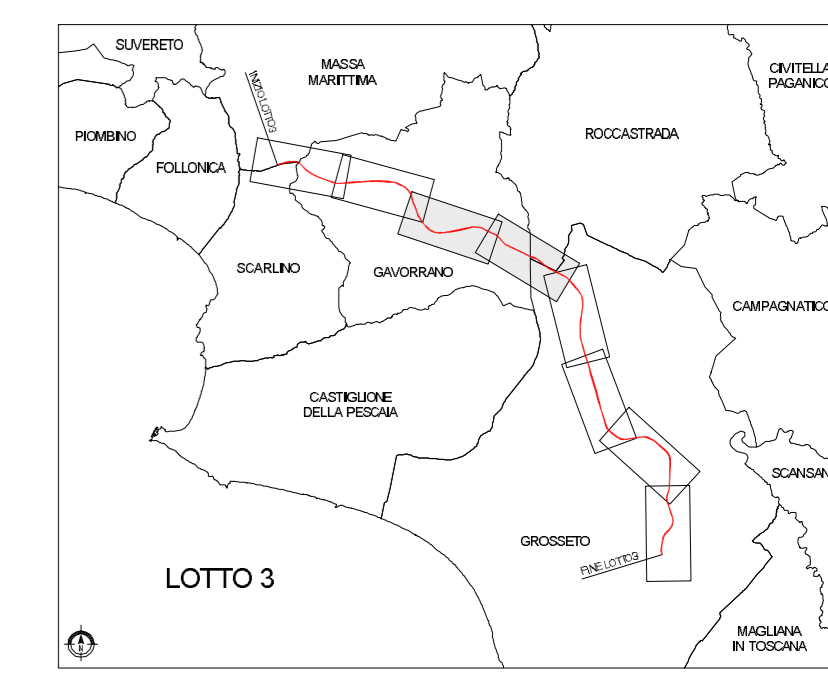 SUVERETO
MASSA
MARITTIMA
CIVITELLA
PAGANICO
INIZIO LOTTO 3
PIOMBINO
ROCCASTRADA
FOLLONICA
SCARLINO
GAVORRANO
CAMPAGNATICO
CASTIGLIONE
DELLA PESCAIA
SCANSAN
GROSSETO
FINE LOTTO 3
LOTTO 3
MAGLIANA
IN TOSCANA
N